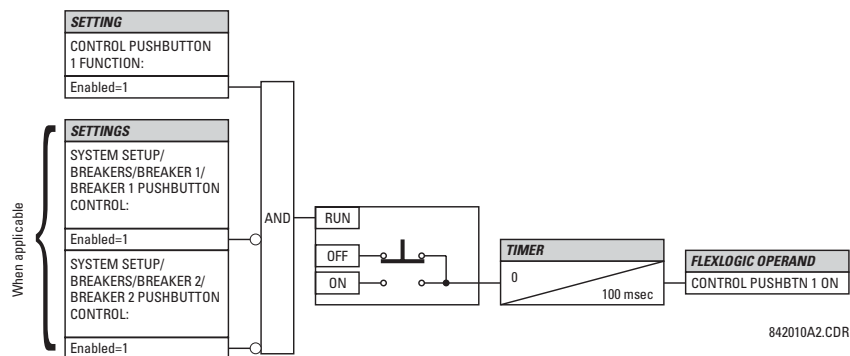 SETTING
CONTROL PUSHBUTTON
1 FUNCTION:
Enabled=1
When applicable
SETTINGS
SYSTEM SETUP/
BREAKERS/BREAKER 1/
BREAKER 1 PUSHBUTTON
CONTROL:
Enabled=1
SYSTEM SETUP/
BREAKERS/BREAKER 2/
BREAKER 2 PUSHBUTTON
CONTROL:
Enabled=1
AND
RUN
OFF
ON
TIMER
0
100 msec
FLEXLOGIC OPERAND
CONTROL PUSHBTN 1 ON
842010A2.CDR